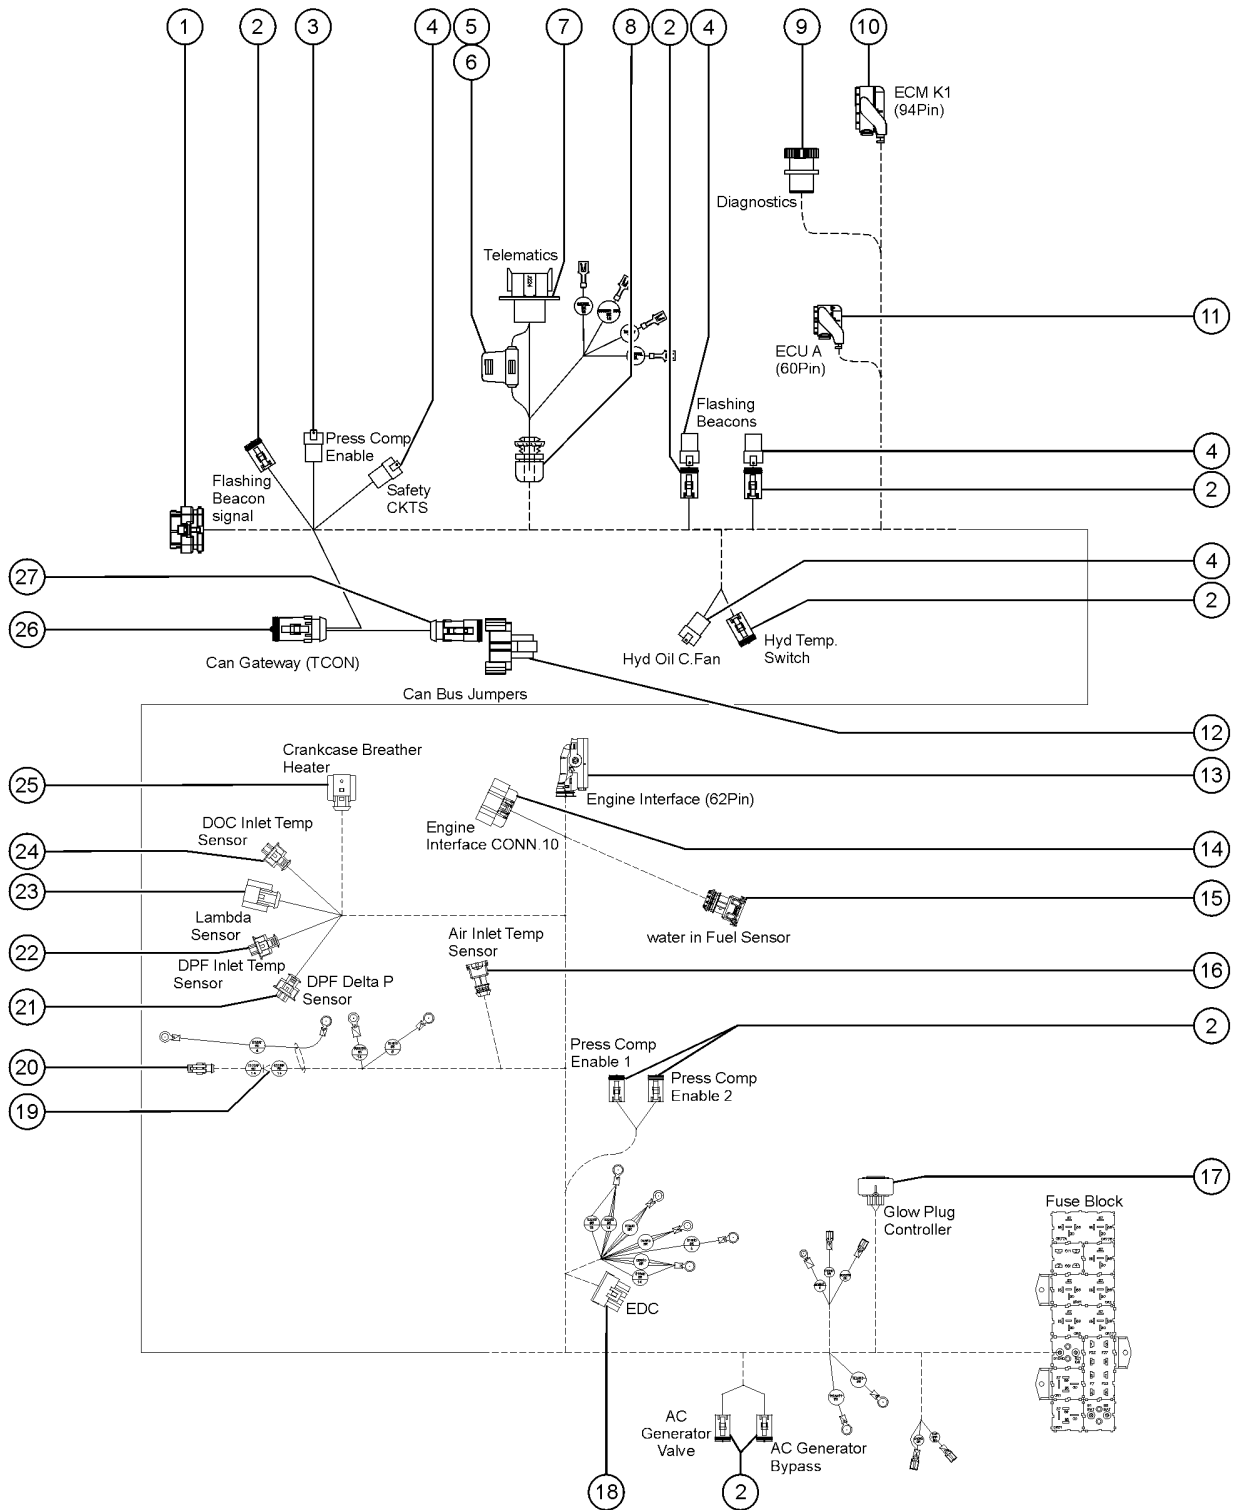 1 2 3 4 5 7 8 2 4 9 10
6
ECM K1
(94Pin)
Diagnostics
Telematics
11
ECU A
(60Pin)
Flashing
Beacons
Press Comp
Enable
4
Flashing
Beacon
signal
Safety
CKTS
2
27
4
26
2
Can Gateway (TCON)
Hyd Oil C.Fan
Hyd Temp.
Switch
Can Bus Jumpers
12
Crankcase Breather
Heater
25
13
Engine Interface (62Pin)
DOC Inlet Temp
Sensor
Engine
Interface CONN.10
24
14
23
15
Lambda
Sensor
Air Inlet Temp
Sensor
water in Fuel Sensor
22
DPF Inlet Temp
Sensor
16
DPF Delta P
Sensor
21
2
Press Comp
Enable 1
20
Press Comp
Enable 2
19
17
Glow Plug
Controller
Fuse Block
EDC
AC
Generator
Valve
AC Generator
Bypass
18
2